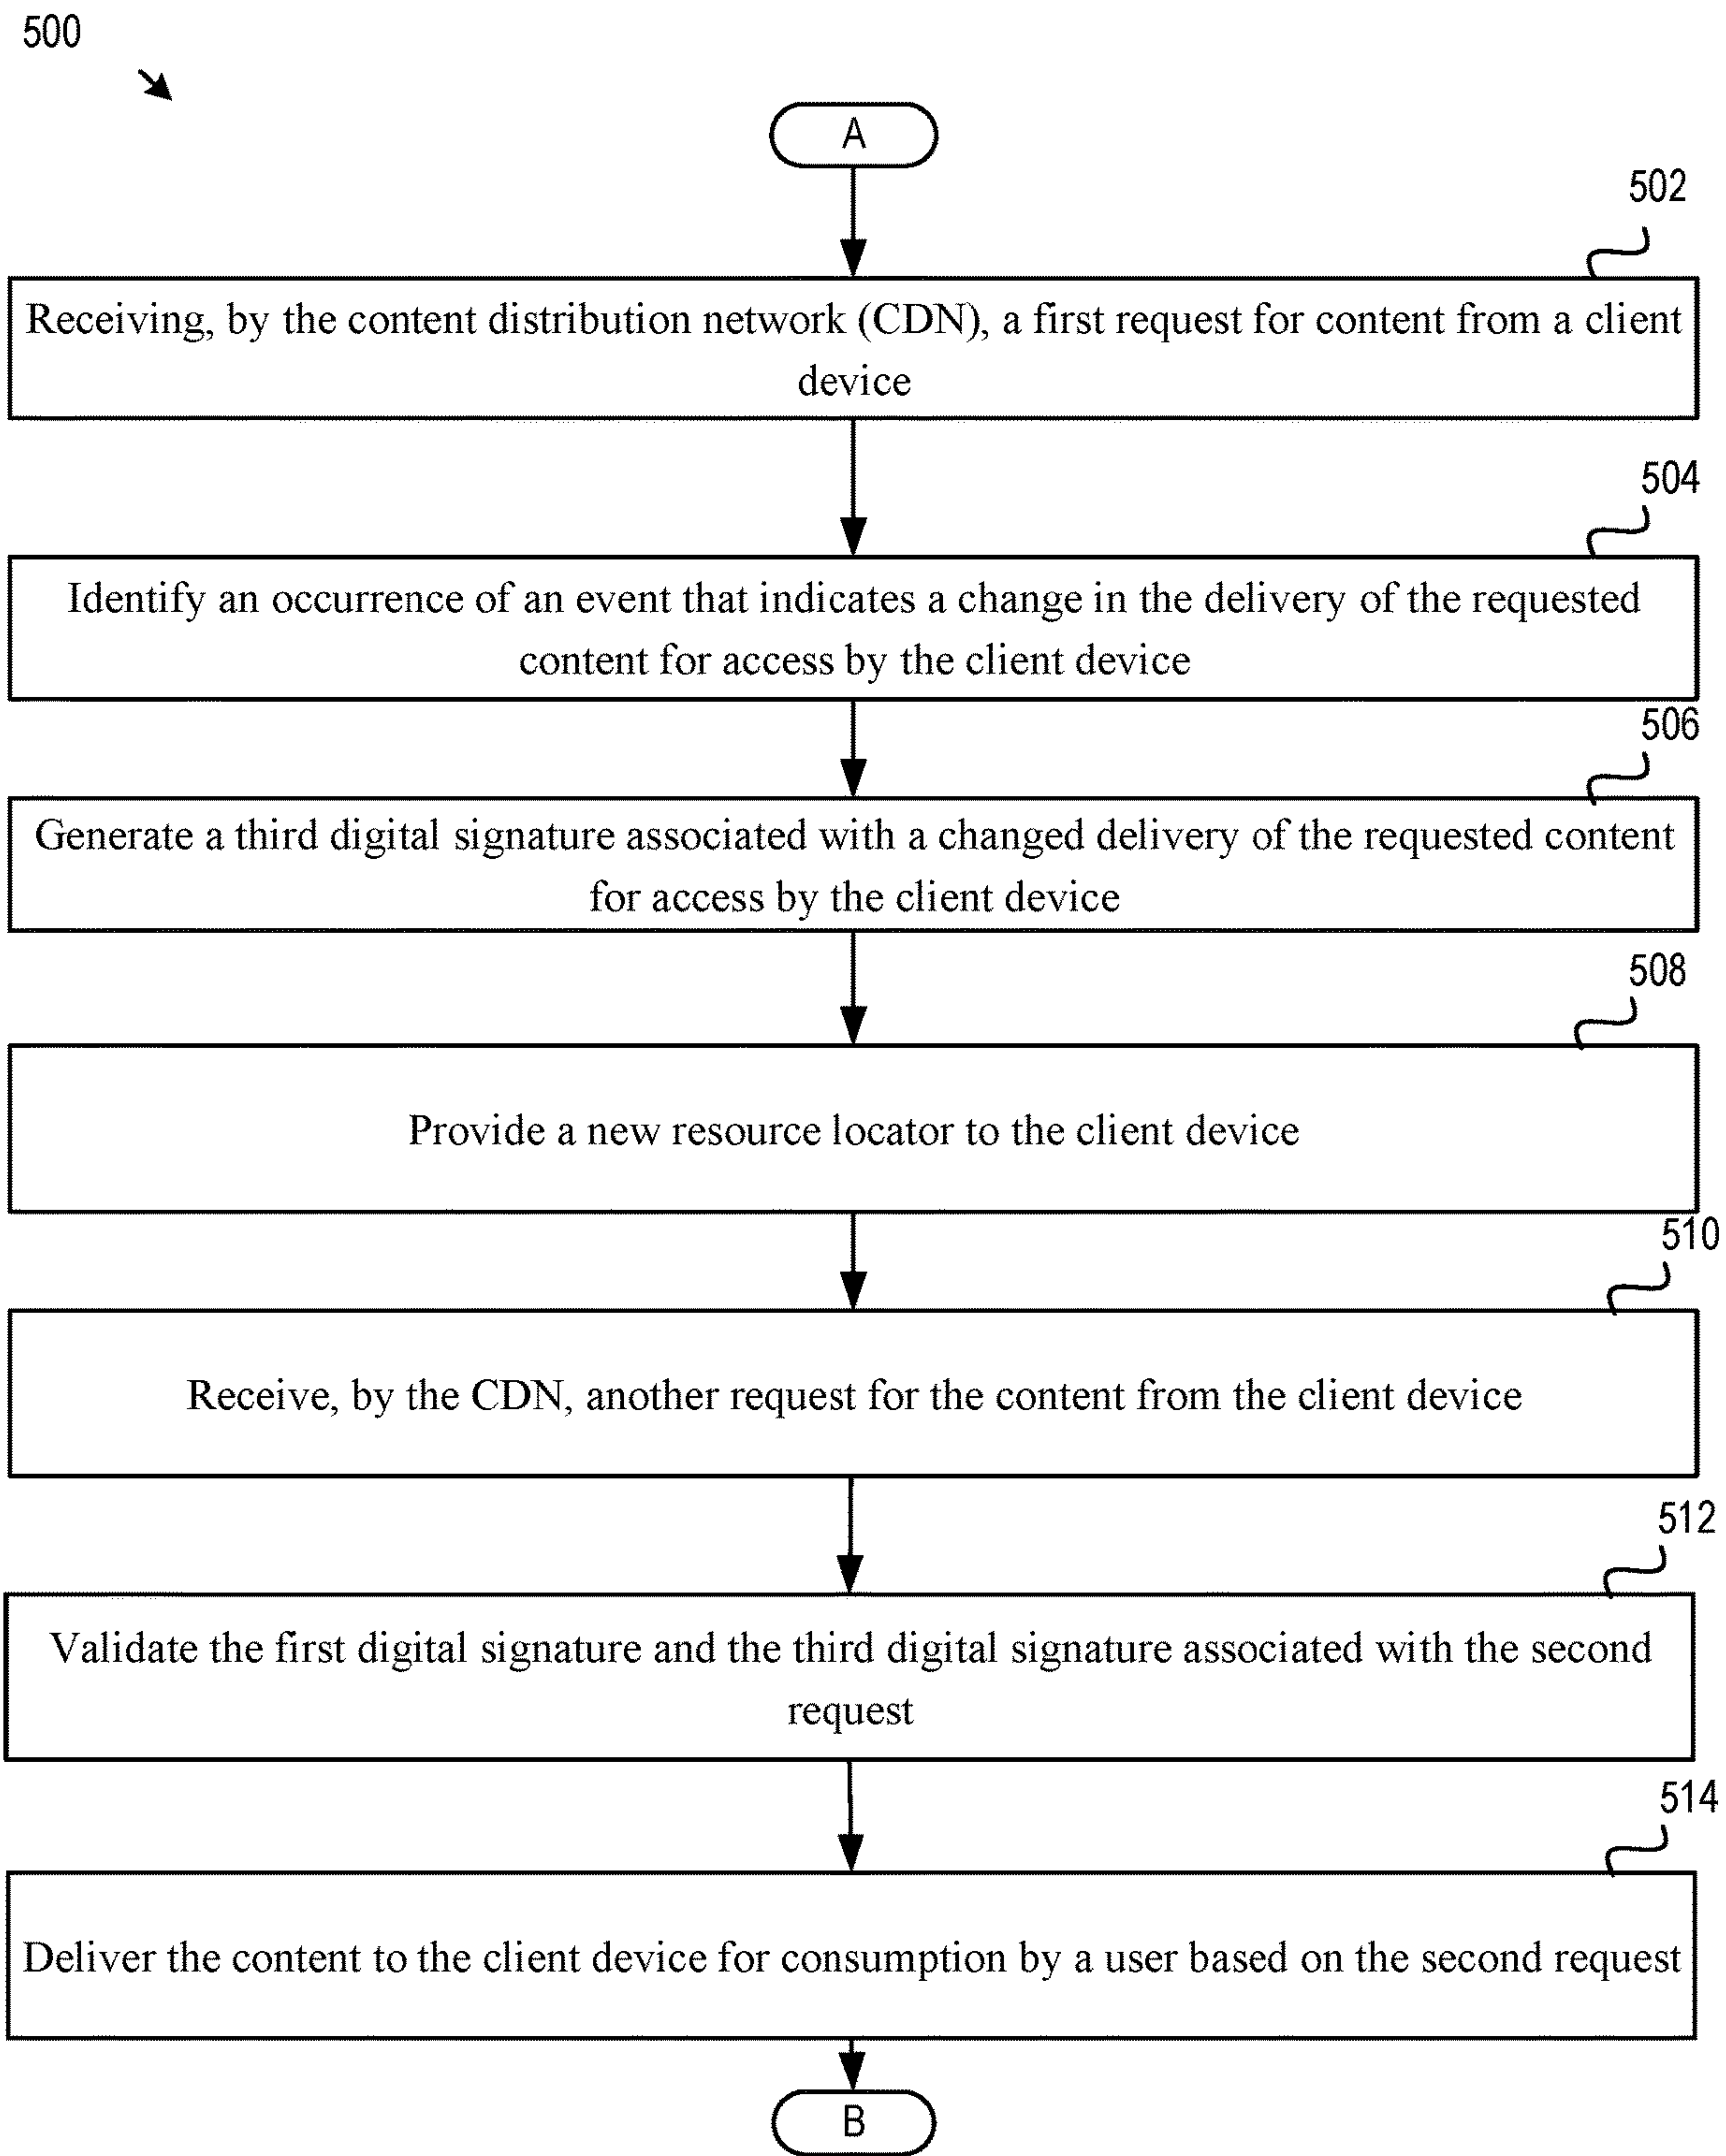 500
A
502
Receiving, by the content distribution network (CDN), a first request for content from a client
device
504
Identify an occurrence of an event that indicates a change in the delivery of the requested
content for access by the client device
506
Generate a third digital signature associated with a changed delivery of the requested content
for access by the client device
508
Provide a new resource locator to the client device
510
Receive, by the CDN, another request for the content from the client device
512
Validate the first digital signature and the third digital signature associated with the second
request
514
Deliver the content to the client device for consumption by a user based on the second request
B